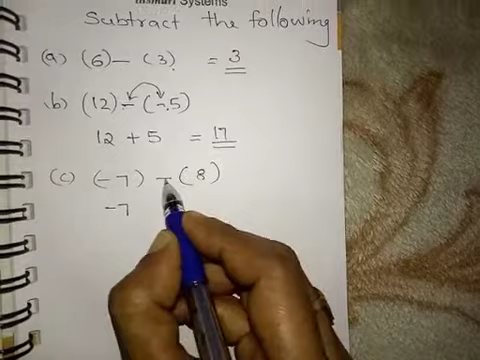 Systems
Subtract the following
(a) (6) - (3) = 3
b) (12) - (-5)
12 + 5 = 17
(c) (-7) - (8)
-7